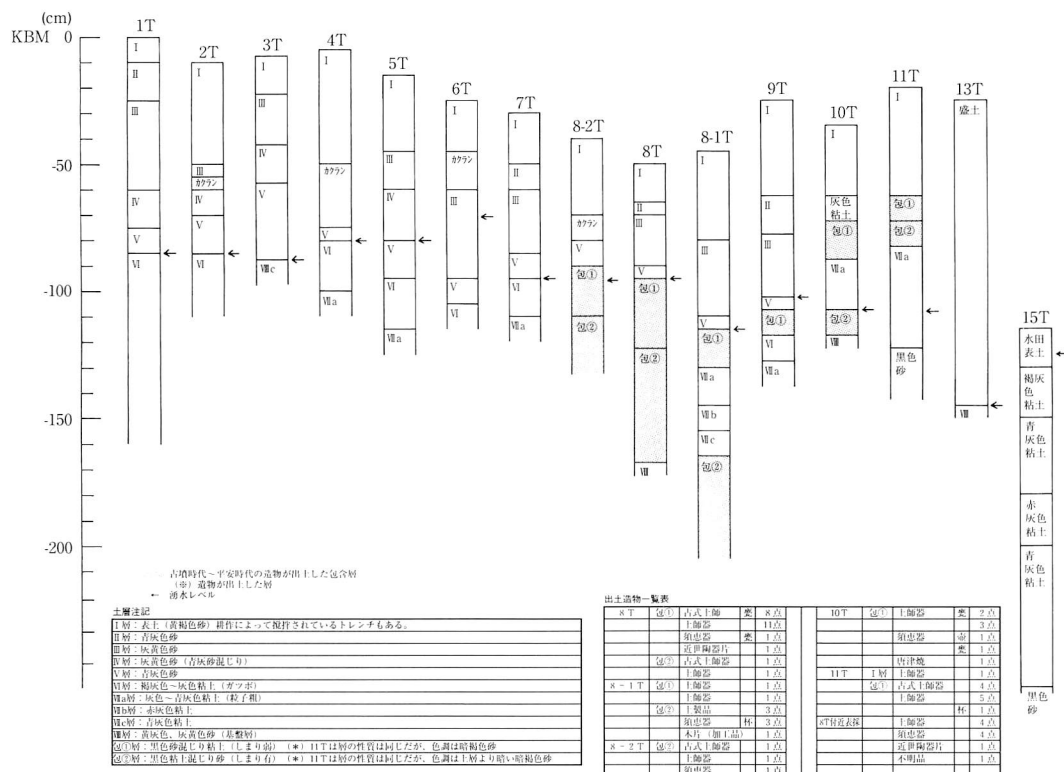 (cm)
KBM 0
-50
-100
-150
-200
1T
I
II
III
IV
V
VI
2T
I
III
カクラン
IV
V
VI
3T
I
III
IV
V
VIIc
4T
I
カクラン
V
VI
VIIa
5T
I
III
IV
V
VI
VIIa
6T
I
カクラン
III
V
VI
7T
I
II
III
V
VI
VIIa
8-2T
I
カクラン
V
包①
包②
8T
I
II
III
V
包①
包②
VIII
8-1T
I
III
V
包①
VIIa
VIIb
VIIc
包②
9T
I
II
III
V
包①
VI
VIIa
10T
I
灰色
粘土
包①
VIIa
包②
VIII
11T
I
包①
包②
VIIa
黒色
砂
13T
盛土
VIII
15T
水田
表土
褐灰
色
粘土
青
灰色
粘土
赤
灰色
粘土
青
灰色
粘土
黒色
砂
古墳時代~平安時代の遺物が出土した包含層
(※)遺物が出土した層
← 湧水レベル
土層注記
I層:表土(黄褐色砂)耕作によって撹拌されているトレンチもある。
II層:青灰色砂
III層:灰黄色砂
IV層:灰黄色砂(青灰砂混じり)
V層:青灰色砂
VI層:褐灰色~灰色粘土(ガツボ)
VIIa層:灰色~青灰色粘土(粒子粗)
VIIb層:赤灰色粘土
VIIc層:青灰色粘土
VIII層:黄灰色、灰黄色砂(基盤層)
包①層:黒色砂混じり粘土(しまり弱) (*)11Tは層の性質は同じだが、色調は暗褐色砂
包②層:黒色粘土混じり砂(しまり有) (*)11Tは層の性質は同じだが、色調は上層より暗い暗褐色砂
出土遺物一覧表
8T 包① 古式土師 甕 8点
土師器 11点
須恵器 甕 1点
近世陶器片 1点
包② 古式土師器 1点
8-1T 包① 土師器 1点
土師器 1点
包② 土製品 3点
須恵器 杯 3点
木片(加工品) 1点
8-2T 包② 古式土師器 1点
土師器 1点
須恵器 1点
10T 包① 土師器 甕 2点
3点
須恵器 壺 1点
甕 1点
唐津焼 1点
11T I層 土師器 1点
包① 古式土師器 4点
土師器 5点
杯 1点
8T付近表採 土師器 4点
須恵器 4点
近世陶器片 1点
不明品 1点